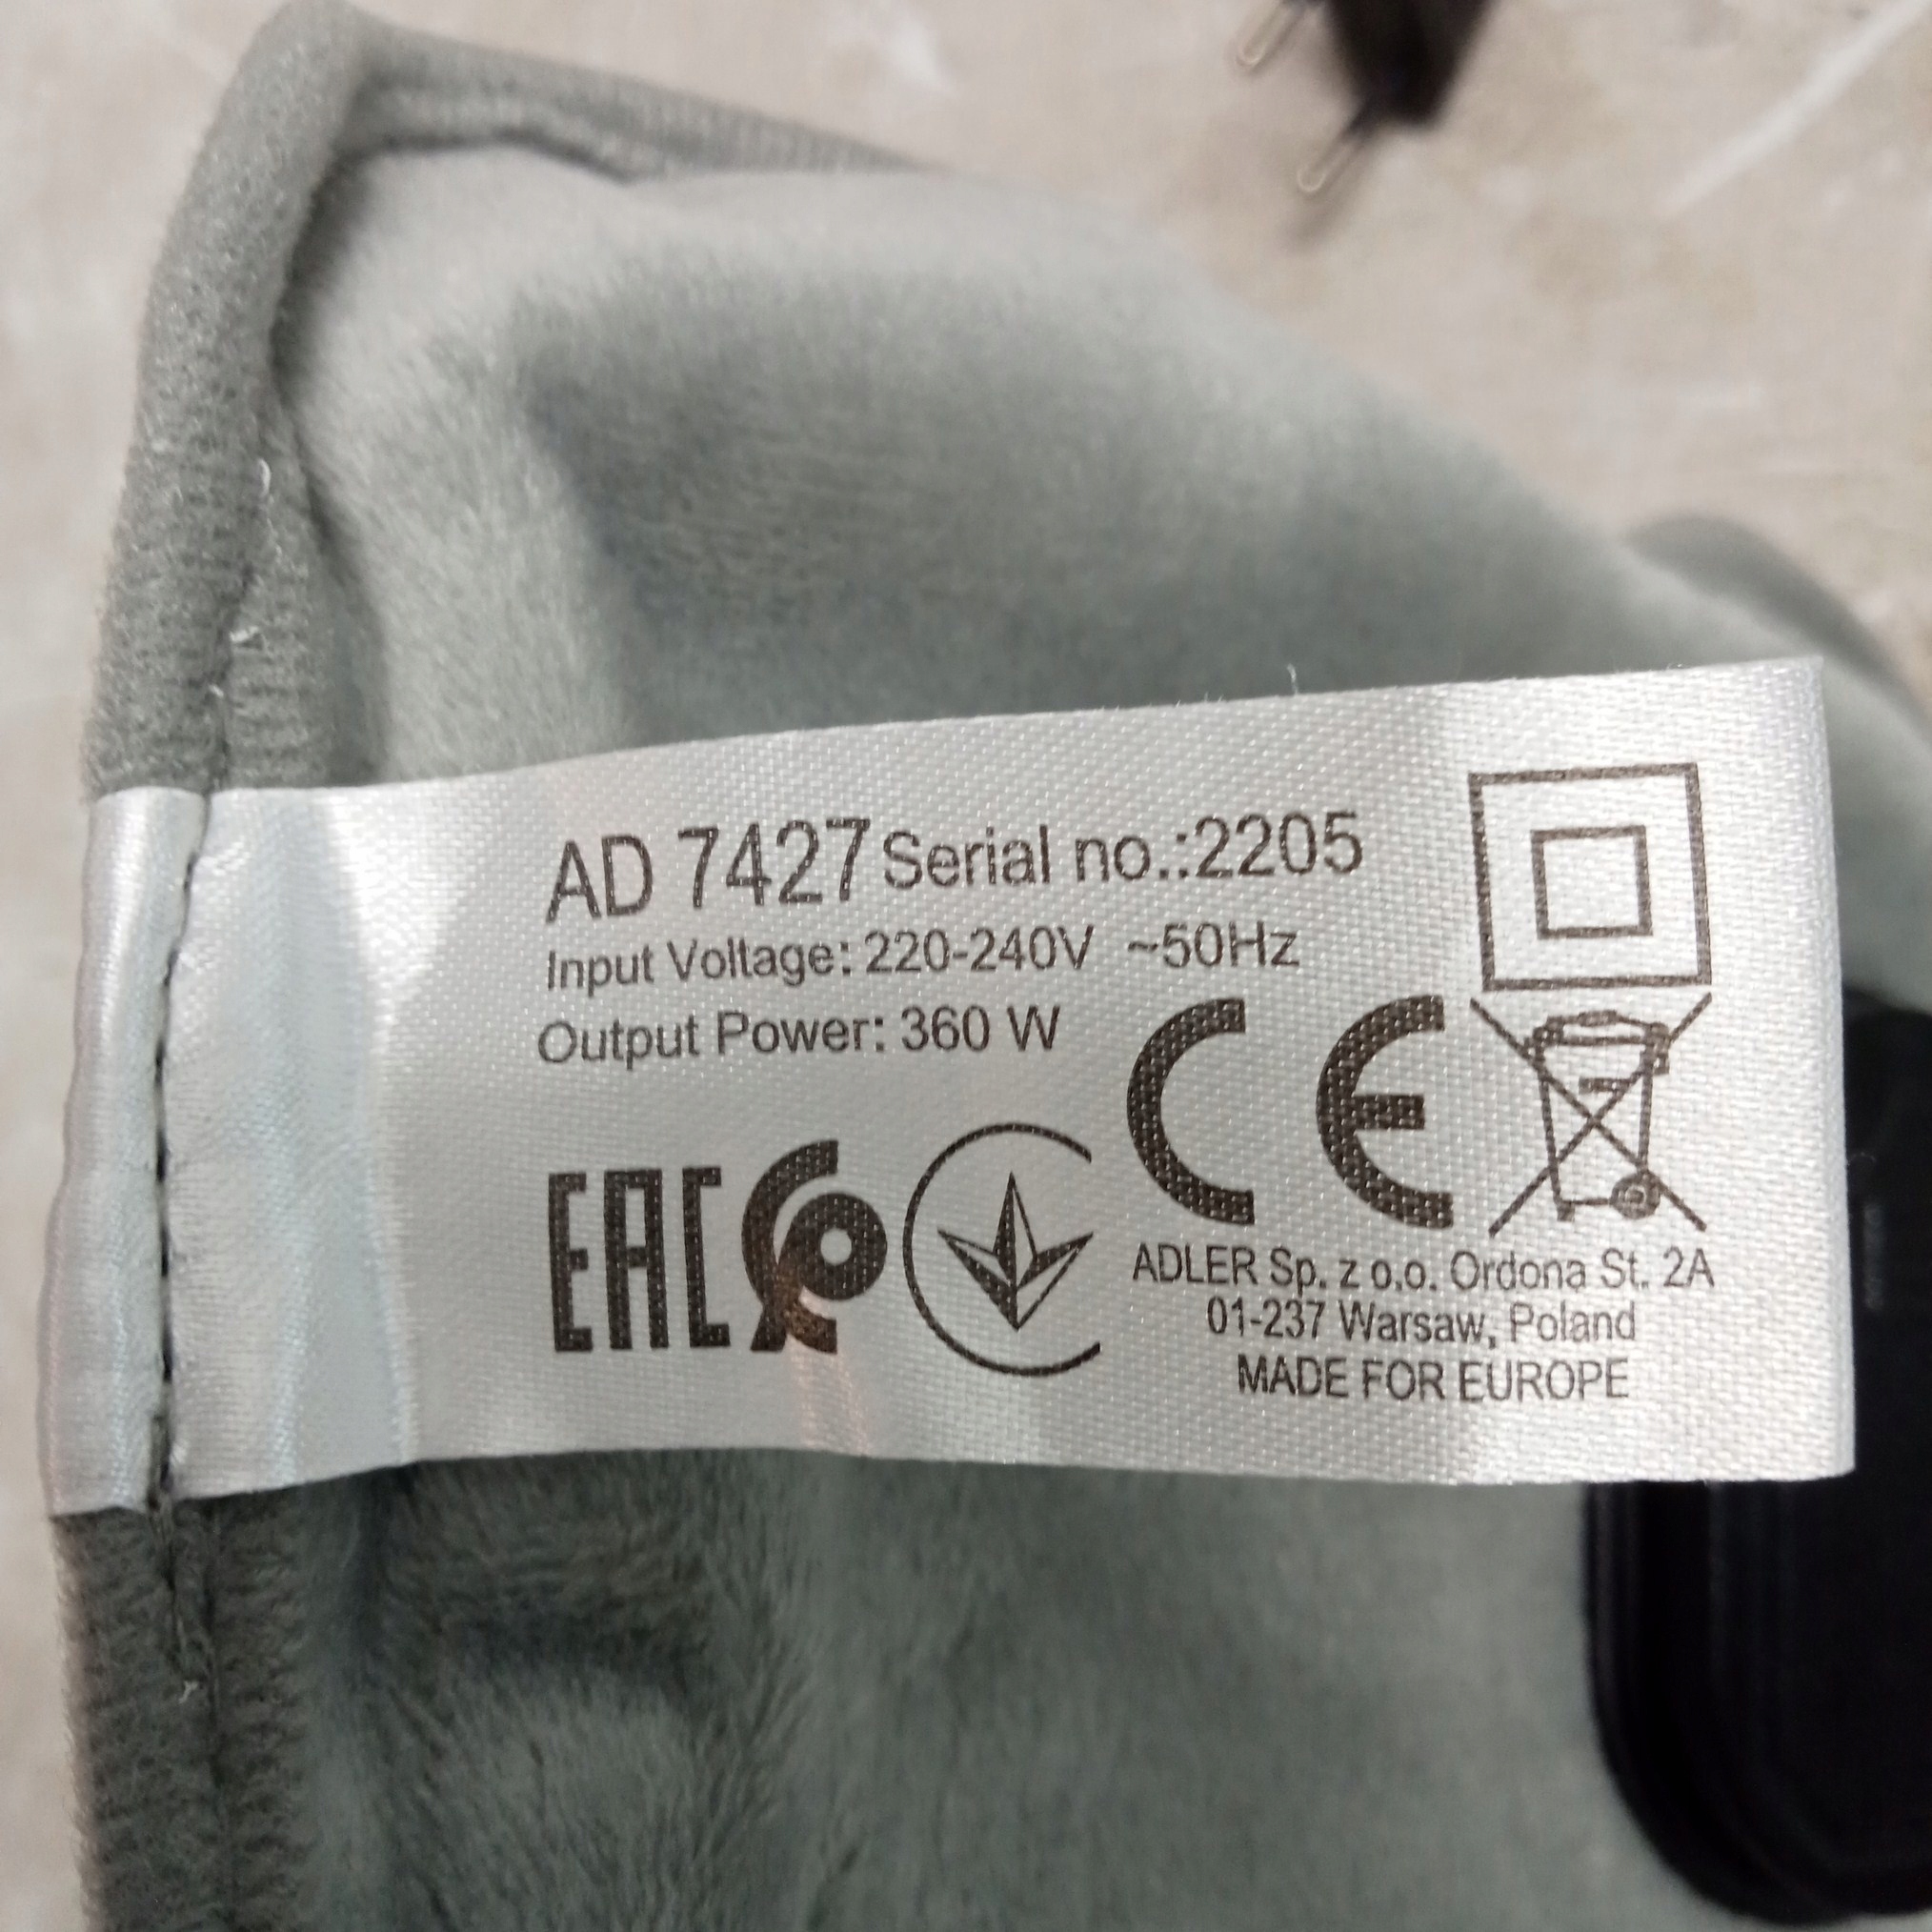 AD 7427 Serial no.:2205
Input Voltage: 220-240V ~50Hz
Output Power: 360 W
CE
EAC
ADLER Sp. z o.o. Ordona St. 2A
01-237 Warsaw, Poland
MADE FOR EUROPE